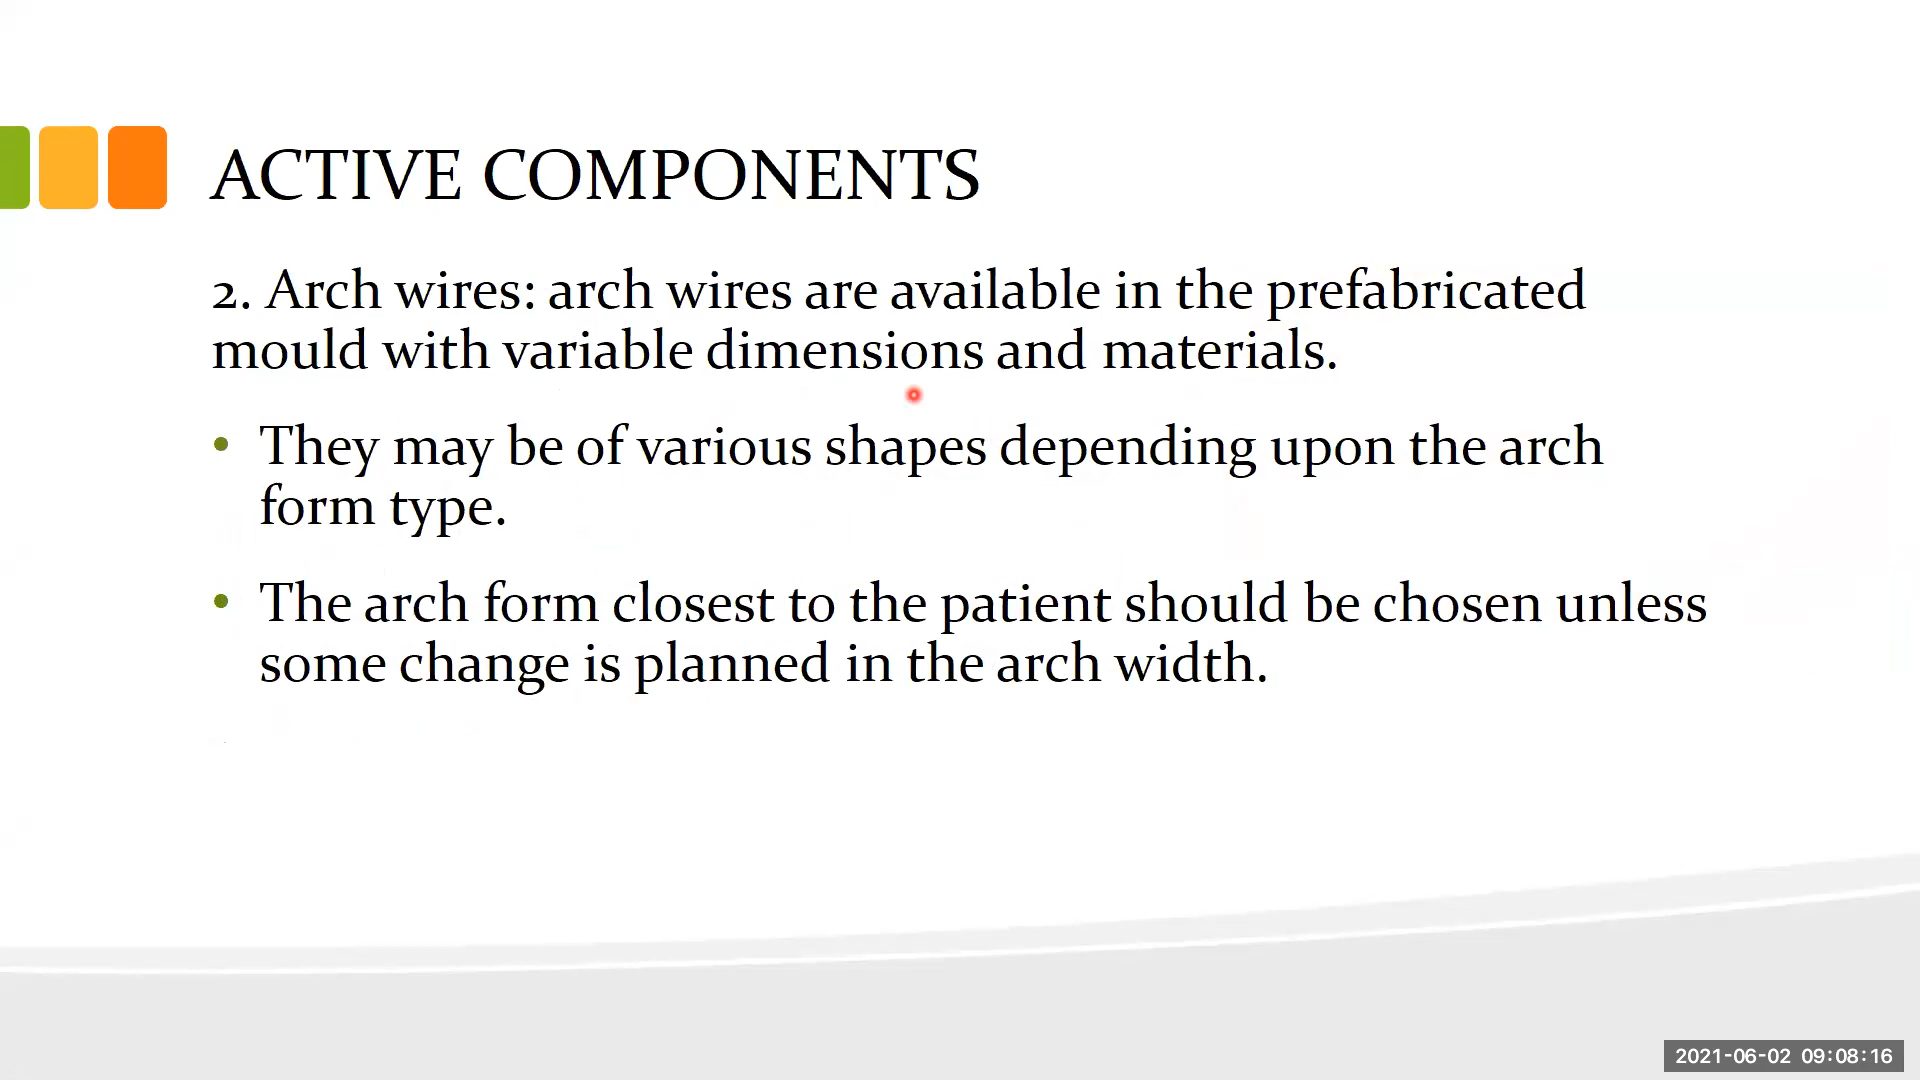 ACTIVE COMPONENTS
2. Arch wires: arch wires are available in the prefabricated
mould with variable dimensions and materials.
• They may be of various shapes depending upon the arch
form type.
• The arch form closest to the patient should be chosen unless
some change is planned in the arch width.
2021-06-02 09:08:16